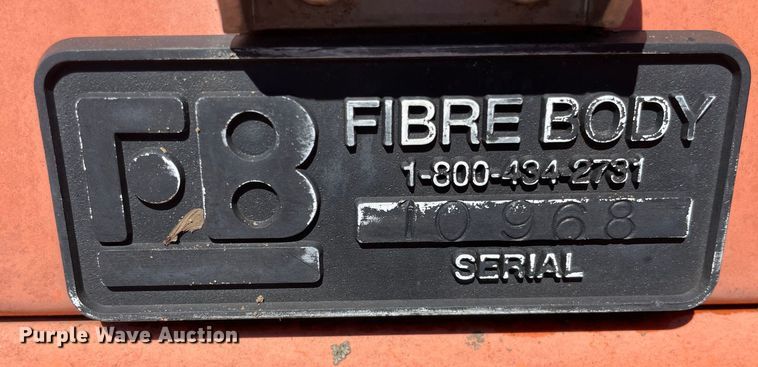 FB
FIBRE BODY
1-800-434-2731
10968
SERIAL
Purple Wave Auction